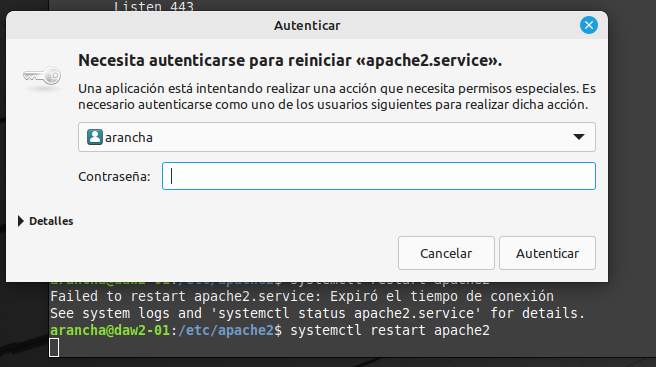 Listen 443
Autenticar
Necesita autenticarse para reiniciar «apache2.service».
Una aplicación está intentando realizar una acción que necesita permisos especiales. Es
necesario autenticarse como uno de los usuarios siguientes para realizar dicha acción.
arancha
Contraseña:
Detalles
Cancelar Autenticar
arancha@daw2-01:/etc/apache2$ systemctl restart apache2
Failed to restart apache2.service: Expiró el tiempo de conexión
See system logs and 'systemctl status apache2.service' for details.
arancha@daw2-01:/etc/apache2$ systemctl restart apache2